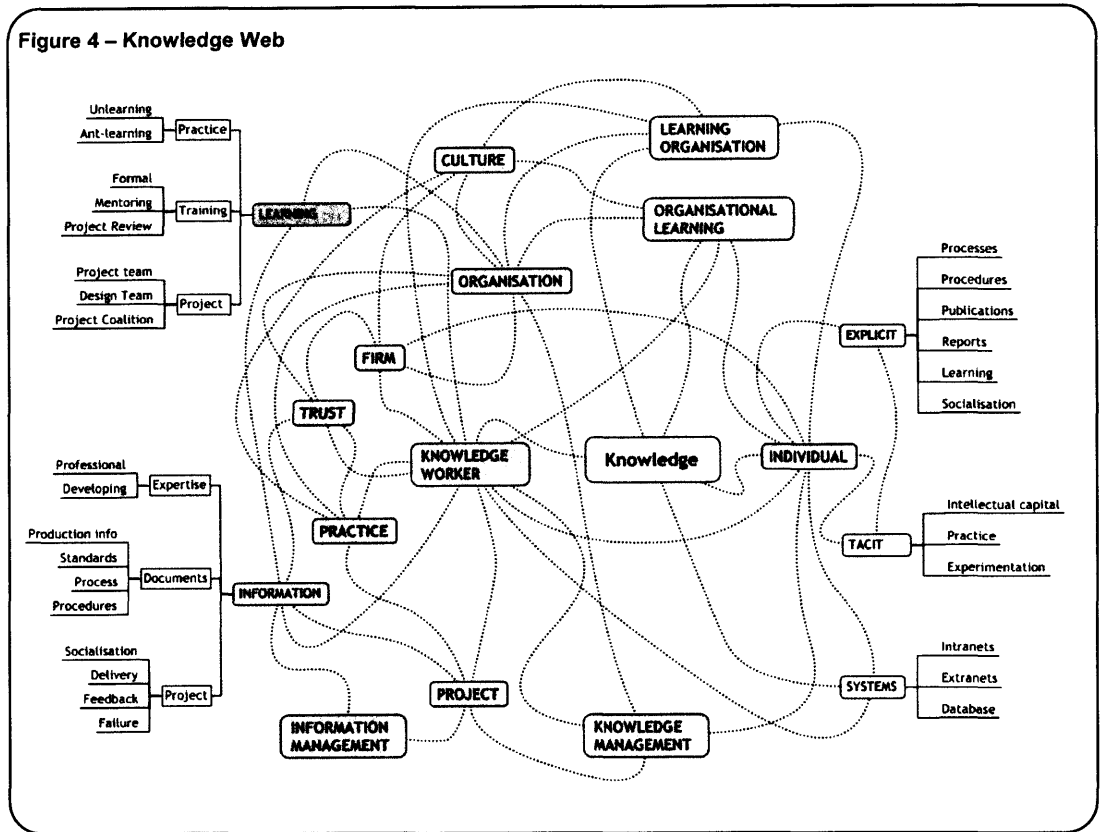 Figure 4 – Knowledge Web
Unlearning
Ant-learning
Practice
Formal
Mentoring
Project Review
Training
Project team
Design Team
Project Coalition
Project
LEARNING
CULTURE
LEARNING
ORGANISATION
ORGANISATIONAL
LEARNING
ORGANISATION
FIRM
TRUST
KNOWLEDGE
WORKER
Knowledge
INDIVIDUAL
PRACTICE
EXPLICIT
Processes
Procedures
Publications
Reports
Learning
Socialisation
TACIT
Intellectual capital
Practice
Experimentation
SYSTEMS
Intranets
Extranets
Database
Professional
Developing
Expertise
Production info
Standards
Process
Procedures
Documents
INFORMATION
Socialisation
Delivery
Feedback
Failure
Project
PROJECT
INFORMATION
MANAGEMENT
KNOWLEDGE
MANAGEMENT